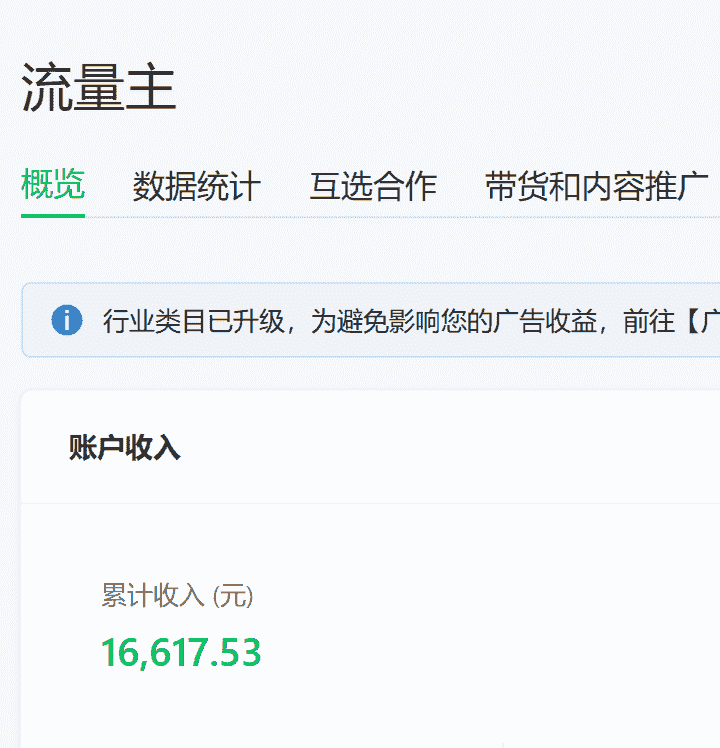 流量主
概览 数据统计 互选合作 带货和内容推广
行业类目已升级，为避免影响您的广告收益，前往【广
账户收入
累计收入 (元)
16,617.53